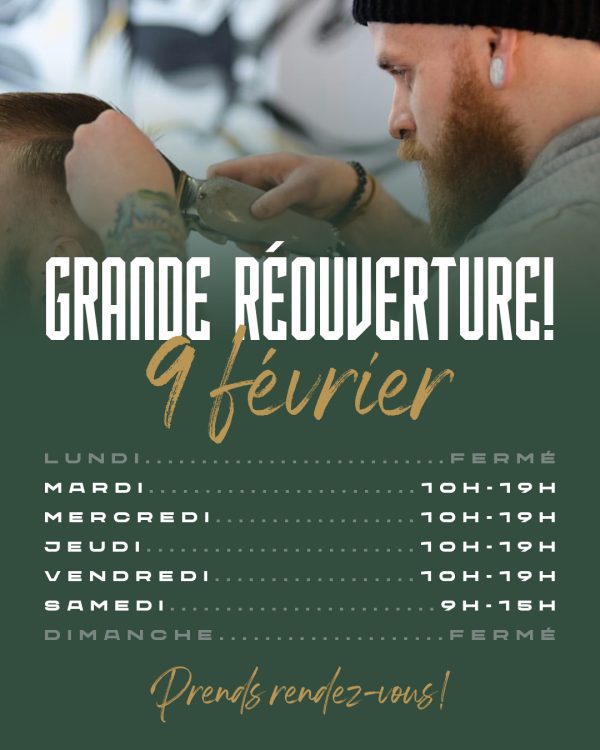 GRANDE RÉOUVERTURE!
9 février
LUNDI............................FERMÉ
MARDI.........................10H-19H
MERCREDI...................10H-19H
JEUDI..........................10H-19H
VENDREDI...................10H-19H
SAMEDI.........................9H-15H
DIMANCHE.....................FERMÉ
Prends rendez-vous!